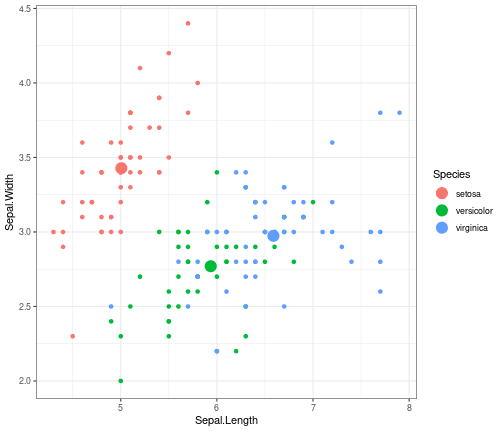 4.5
4.0
3.5
3.0
2.5
2.0
Sepal.Width
5
6
7
8
Sepal.Length
Species
setosa
versicolor
virginica